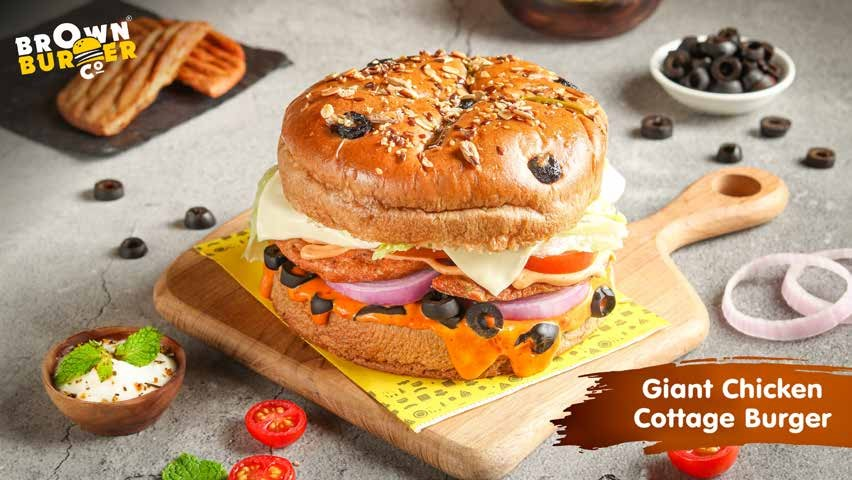 BROWN
BURGER
CO
Giant Chicken
Cottage Burger